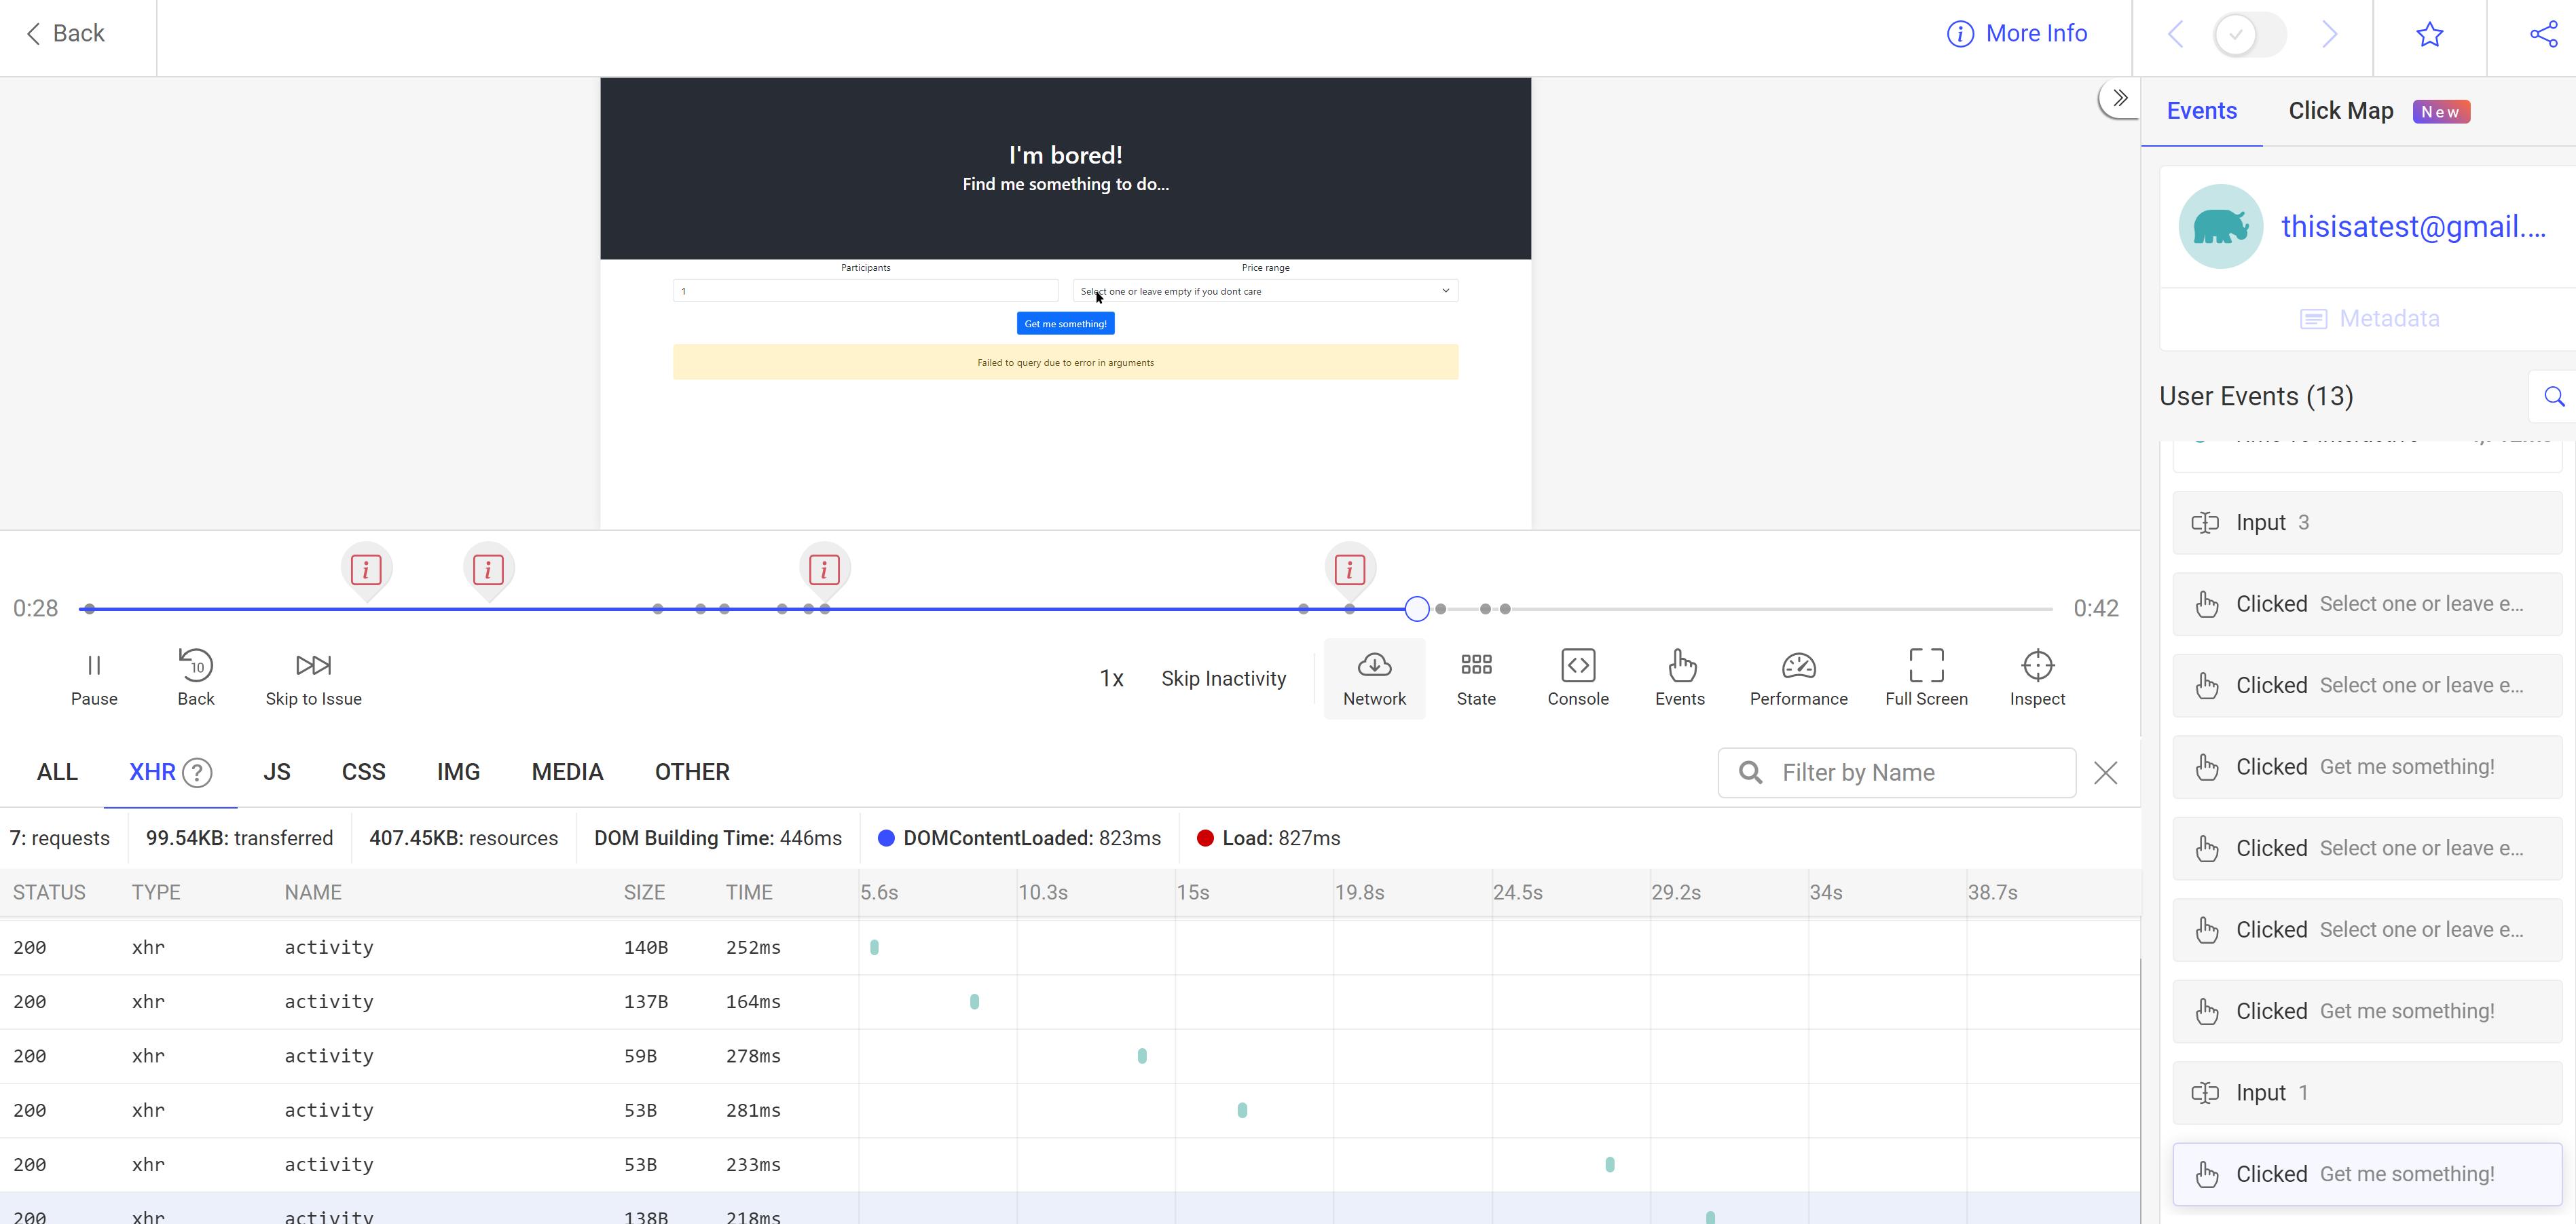 Back
More Info
Events
Click Map
New
I'm bored!
Find me something to do...
Participants
Price range
1
Select one or leave empty if you dont care
Get me something!
Failed to query due to error in arguments
thisisatest@gmail....
Metadata
User Events (13)
Input 3
Clicked Select one or leave e...
Clicked Select one or leave e...
Clicked Get me something!
Clicked Select one or leave e...
Clicked Select one or leave e...
Clicked Get me something!
Input 1
Clicked Get me something!
0:28
0:42
10
Pause
Back
Skip to Issue
1x
Skip Inactivity
Network
State
Console
Events
Performance
Full Screen
Inspect
ALL
XHR ?
JS
CSS
IMG
MEDIA
OTHER
Filter by Name
7: requests
99.54KB: transferred
407.45KB: resources
DOM Building Time: 446ms
DOMContentLoaded: 823ms
Load: 827ms
STATUS TYPE NAME SIZE TIME 5.6s 10.3s 15s 19.8s 24.5s 29.2s 34s 38.7s
200 xhr activity 140B 252ms
200 xhr activity 137B 164ms
200 xhr activity 59B 278ms
200 xhr activity 53B 281ms
200 xhr activity 53B 233ms
200 xhr activity 138B 218ms